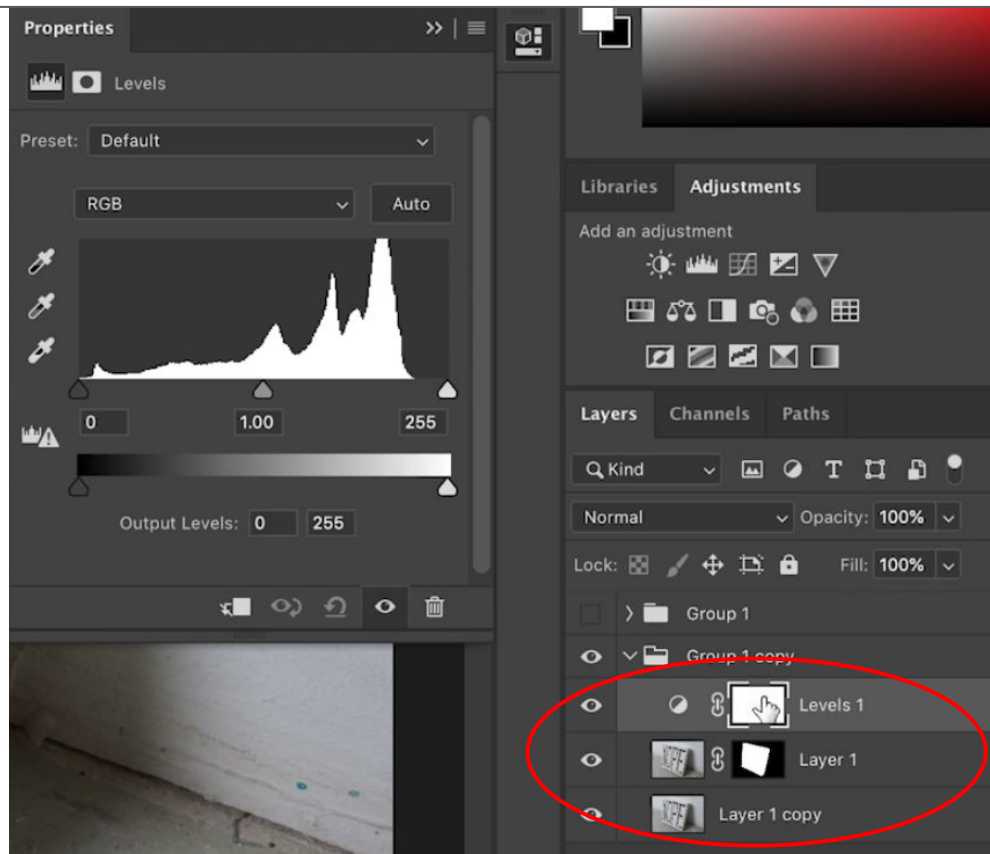 Properties
Levels
Preset: Default
RGB Auto
0 1.00 255
Output Levels: 0 255
Libraries Adjustments
Add an adjustment
Layers Channels Paths
Kind T
Normal Opacity: 100%
Lock: Fill: 100%
Group 1
Group 1 copy
Levels 1
Layer 1
Layer 1 copy